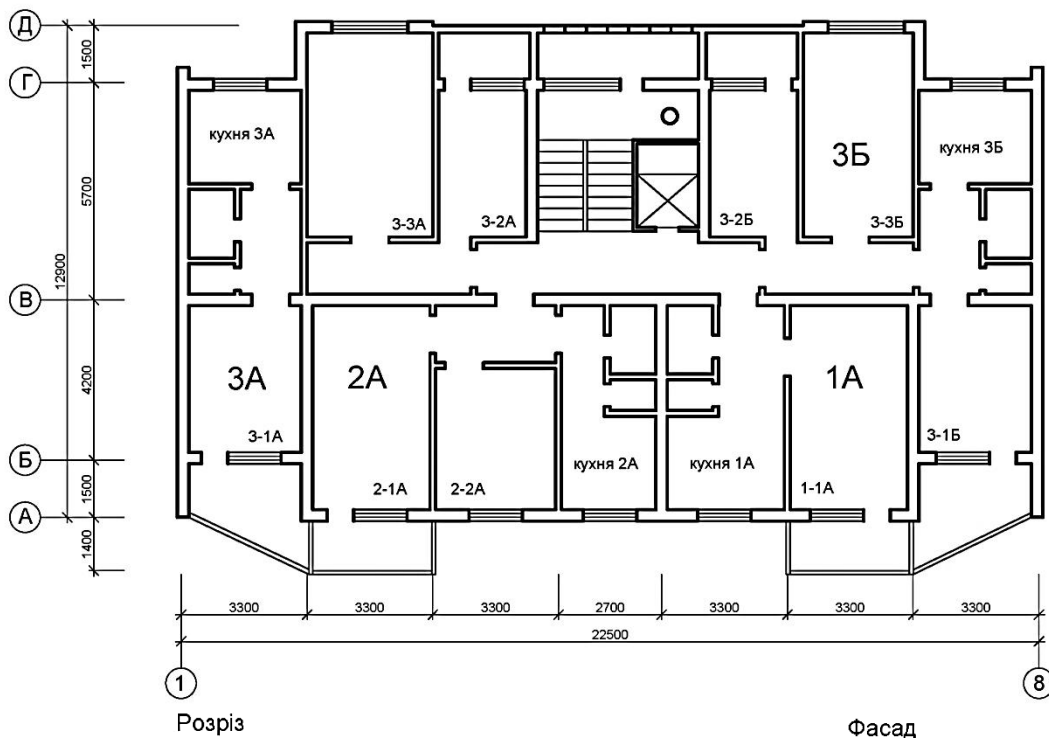 Д
1500
Г
кухня 3А
3Б
кухня 3Б
5700
12900
3-3А
3-2А
3-2Б
3-3Б
В
4200
3А
2А
1А
3-1А
3-1Б
Б
кухня 2А
кухня 1А
1500
2-1А
2-2А
1-1А
А
1400
3300
3300
3300
2700
3300
3300
3300
22500
1
8
Розріз
Фасад